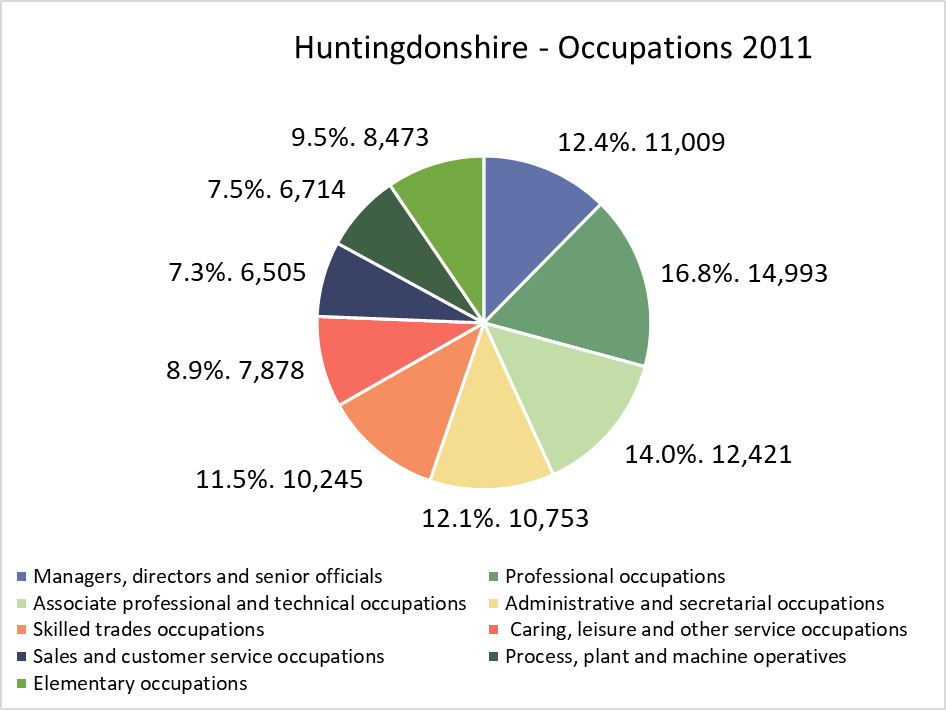 Huntingdonshire - Occupations 2011
9.5%. 8,473
12.4%. 11,009
7.5%. 6,714
7.3%. 6,505
16.8%. 14,993
8.9%. 7,878
14.0%. 12,421
11.5%. 10,245
12.1%. 10,753
Managers, directors and senior officials
Professional occupations
Associate professional and technical occupations
Administrative and secretarial occupations
Skilled trades occupations
Caring, leisure and other service occupations
Sales and customer service occupations
Process, plant and machine operatives
Elementary occupations